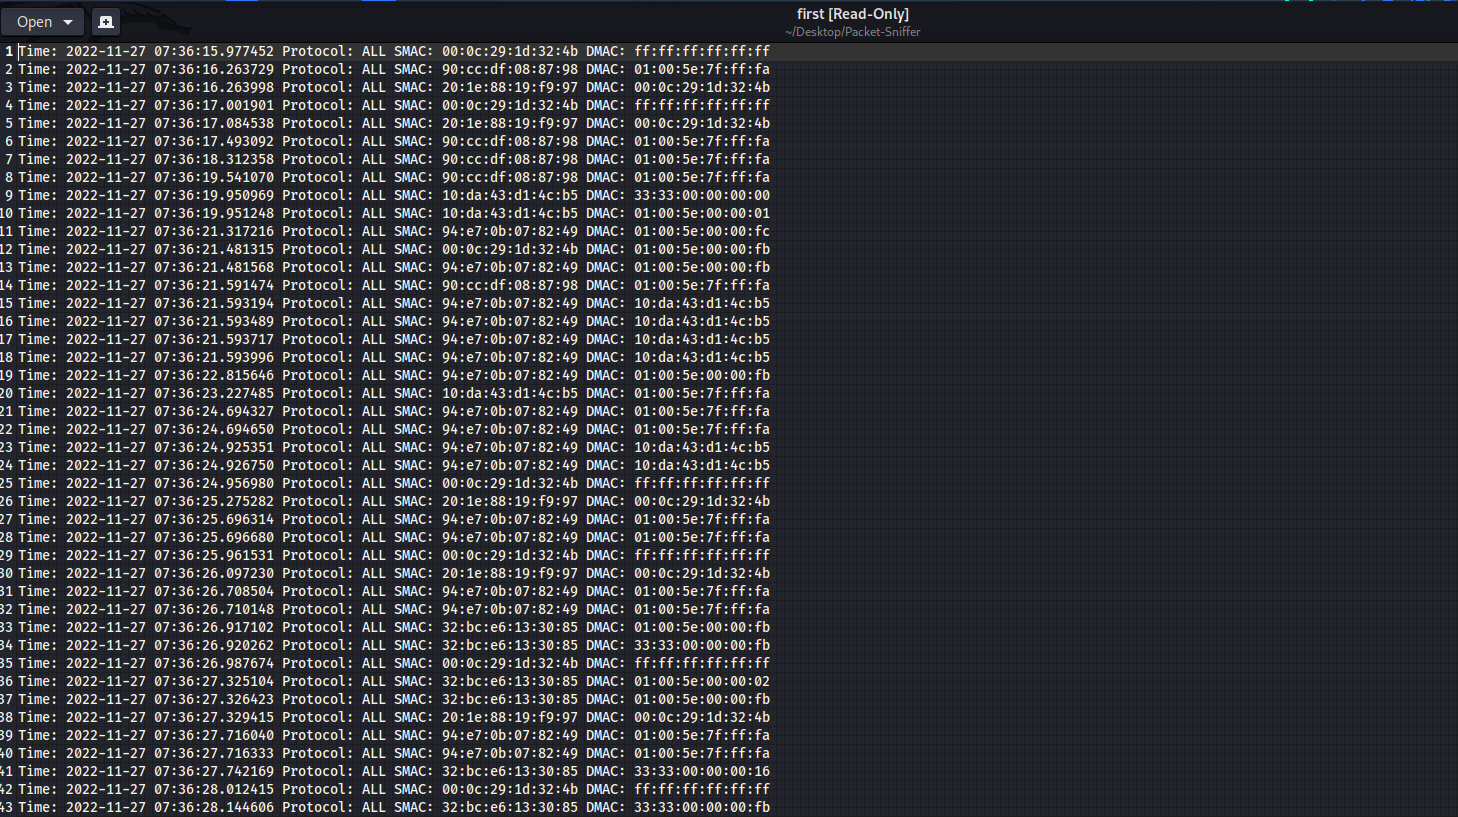 Open
first [Read-Only]
~/Desktop/Packet-Sniffer
1 Time: 2022-11-27 07:36:15.977452 Protocol: ALL SMAC: 00:0c:29:1d:32:4b DMAC: ff:ff:ff:ff:ff:ff
2 Time: 2022-11-27 07:36:16.263729 Protocol: ALL SMAC: 90:cc:df:08:87:98 DMAC: 01:00:5e:7f:ff:fa
3 Time: 2022-11-27 07:36:16.263998 Protocol: ALL SMAC: 20:1e:88:19:f9:97 DMAC: 00:0c:29:1d:32:4b
4 Time: 2022-11-27 07:36:17.001901 Protocol: ALL SMAC: 00:0c:29:1d:32:4b DMAC: ff:ff:ff:ff:ff:ff
5 Time: 2022-11-27 07:36:17.084538 Protocol: ALL SMAC: 20:1e:88:19:f9:97 DMAC: 00:0c:29:1d:32:4b
6 Time: 2022-11-27 07:36:17.493092 Protocol: ALL SMAC: 90:cc:df:08:87:98 DMAC: 01:00:5e:7f:ff:fa
7 Time: 2022-11-27 07:36:18.312358 Protocol: ALL SMAC: 90:cc:df:08:87:98 DMAC: 01:00:5e:7f:ff:fa
8 Time: 2022-11-27 07:36:19.541070 Protocol: ALL SMAC: 90:cc:df:08:87:98 DMAC: 01:00:5e:7f:ff:fa
9 Time: 2022-11-27 07:36:19.950969 Protocol: ALL SMAC: 10:da:43:d1:4c:b5 DMAC: 33:33:00:00:00:00
10 Time: 2022-11-27 07:36:19.951248 Protocol: ALL SMAC: 10:da:43:d1:4c:b5 DMAC: 01:00:5e:00:00:01
11 Time: 2022-11-27 07:36:21.317216 Protocol: ALL SMAC: 94:e7:0b:07:82:49 DMAC: 01:00:5e:00:00:fc
12 Time: 2022-11-27 07:36:21.481315 Protocol: ALL SMAC: 00:0c:29:1d:32:4b DMAC: 01:00:5e:00:00:fb
13 Time: 2022-11-27 07:36:21.481568 Protocol: ALL SMAC: 94:e7:0b:07:82:49 DMAC: 01:00:5e:00:00:fb
14 Time: 2022-11-27 07:36:21.591474 Protocol: ALL SMAC: 90:cc:df:08:87:98 DMAC: 01:00:5e:7f:ff:fa
15 Time: 2022-11-27 07:36:21.593194 Protocol: ALL SMAC: 94:e7:0b:07:82:49 DMAC: 10:da:43:d1:4c:b5
16 Time: 2022-11-27 07:36:21.593489 Protocol: ALL SMAC: 94:e7:0b:07:82:49 DMAC: 10:da:43:d1:4c:b5
17 Time: 2022-11-27 07:36:21.593717 Protocol: ALL SMAC: 94:e7:0b:07:82:49 DMAC: 10:da:43:d1:4c:b5
18 Time: 2022-11-27 07:36:21.593996 Protocol: ALL SMAC: 94:e7:0b:07:82:49 DMAC: 10:da:43:d1:4c:b5
19 Time: 2022-11-27 07:36:22.815646 Protocol: ALL SMAC: 94:e7:0b:07:82:49 DMAC: 01:00:5e:00:00:fb
20 Time: 2022-11-27 07:36:23.227485 Protocol: ALL SMAC: 10:da:43:d1:4c:b5 DMAC: 01:00:5e:7f:ff:fa
21 Time: 2022-11-27 07:36:24.694327 Protocol: ALL SMAC: 94:e7:0b:07:82:49 DMAC: 01:00:5e:7f:ff:fa
22 Time: 2022-11-27 07:36:24.694650 Protocol: ALL SMAC: 94:e7:0b:07:82:49 DMAC: 01:00:5e:7f:ff:fa
23 Time: 2022-11-27 07:36:24.925351 Protocol: ALL SMAC: 94:e7:0b:07:82:49 DMAC: 10:da:43:d1:4c:b5
24 Time: 2022-11-27 07:36:24.926750 Protocol: ALL SMAC: 94:e7:0b:07:82:49 DMAC: 10:da:43:d1:4c:b5
25 Time: 2022-11-27 07:36:24.956980 Protocol: ALL SMAC: 00:0c:29:1d:32:4b DMAC: ff:ff:ff:ff:ff:ff
26 Time: 2022-11-27 07:36:25.275282 Protocol: ALL SMAC: 20:1e:88:19:f9:97 DMAC: 00:0c:29:1d:32:4b
27 Time: 2022-11-27 07:36:25.696314 Protocol: ALL SMAC: 94:e7:0b:07:82:49 DMAC: 01:00:5e:7f:ff:fa
28 Time: 2022-11-27 07:36:25.696680 Protocol: ALL SMAC: 94:e7:0b:07:82:49 DMAC: 01:00:5e:7f:ff:fa
29 Time: 2022-11-27 07:36:25.961531 Protocol: ALL SMAC: 00:0c:29:1d:32:4b DMAC: ff:ff:ff:ff:ff:ff
30 Time: 2022-11-27 07:36:26.097230 Protocol: ALL SMAC: 20:1e:88:19:f9:97 DMAC: 00:0c:29:1d:32:4b
31 Time: 2022-11-27 07:36:26.708504 Protocol: ALL SMAC: 94:e7:0b:07:82:49 DMAC: 01:00:5e:7f:ff:fa
32 Time: 2022-11-27 07:36:26.710148 Protocol: ALL SMAC: 94:e7:0b:07:82:49 DMAC: 01:00:5e:7f:ff:fa
33 Time: 2022-11-27 07:36:26.917102 Protocol: ALL SMAC: 32:bc:e6:13:30:85 DMAC: 01:00:5e:00:00:fb
34 Time: 2022-11-27 07:36:26.920262 Protocol: ALL SMAC: 32:bc:e6:13:30:85 DMAC: 33:33:00:00:00:fb
35 Time: 2022-11-27 07:36:26.987674 Protocol: ALL SMAC: 00:0c:29:1d:32:4b DMAC: ff:ff:ff:ff:ff:ff
36 Time: 2022-11-27 07:36:27.325104 Protocol: ALL SMAC: 32:bc:e6:13:30:85 DMAC: 01:00:5e:00:00:02
37 Time: 2022-11-27 07:36:27.326423 Protocol: ALL SMAC: 32:bc:e6:13:30:85 DMAC: 01:00:5e:00:00:fb
38 Time: 2022-11-27 07:36:27.329415 Protocol: ALL SMAC: 20:1e:88:19:f9:97 DMAC: 00:0c:29:1d:32:4b
39 Time: 2022-11-27 07:36:27.716040 Protocol: ALL SMAC: 94:e7:0b:07:82:49 DMAC: 01:00:5e:7f:ff:fa
40 Time: 2022-11-27 07:36:27.716333 Protocol: ALL SMAC: 94:e7:0b:07:82:49 DMAC: 01:00:5e:7f:ff:fa
41 Time: 2022-11-27 07:36:27.742169 Protocol: ALL SMAC: 32:bc:e6:13:30:85 DMAC: 33:33:00:00:00:16
42 Time: 2022-11-27 07:36:28.012415 Protocol: ALL SMAC: 00:0c:29:1d:32:4b DMAC: ff:ff:ff:ff:ff:ff
43 Time: 2022-11-27 07:36:28.144606 Protocol: ALL SMAC: 32:bc:e6:13:30:85 DMAC: 33:33:00:00:00:fb